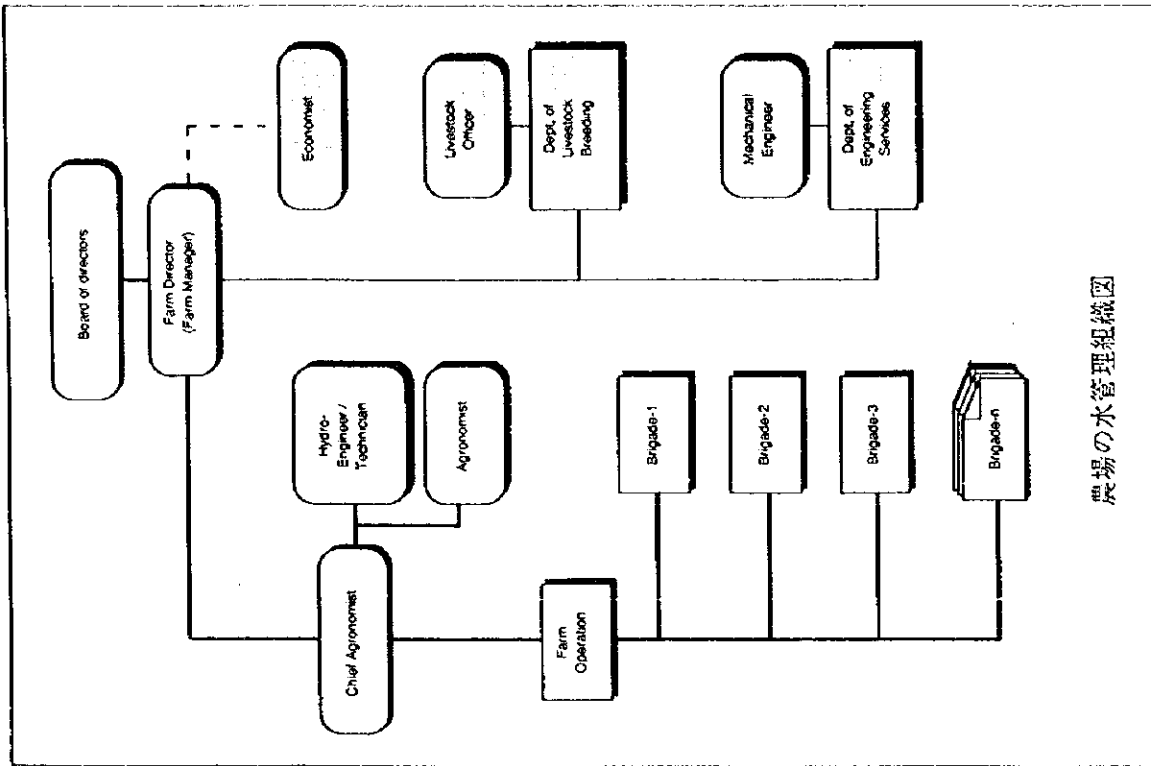 Board of directors
Farm Director
(Farm Manager)
Economist
Chief Agronomist
Hydro-
Engineer /
Technician
Agronomist
Livestock
Officer
Dept. of
Livestock
Breeding
Mechanical
Engineer
Dept. of
Engineering
Services
Farm
Operation
Brigade-1
Brigade-2
Brigade-3
Brigade-n
農場の水管理組織図